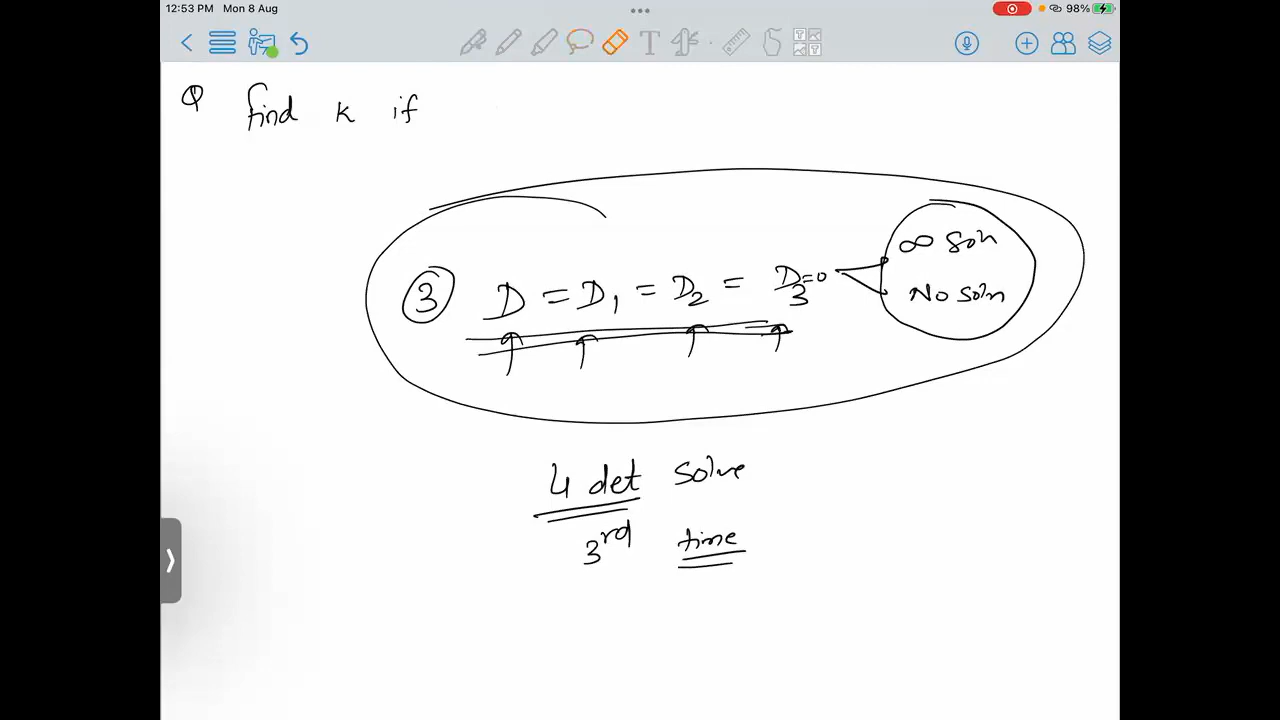 12:53 PM Mon 8 Aug
98%
Q find k if
3 D = D1 = D2 = D3=0
∞ soln
No soln
4 det solve
3rd time